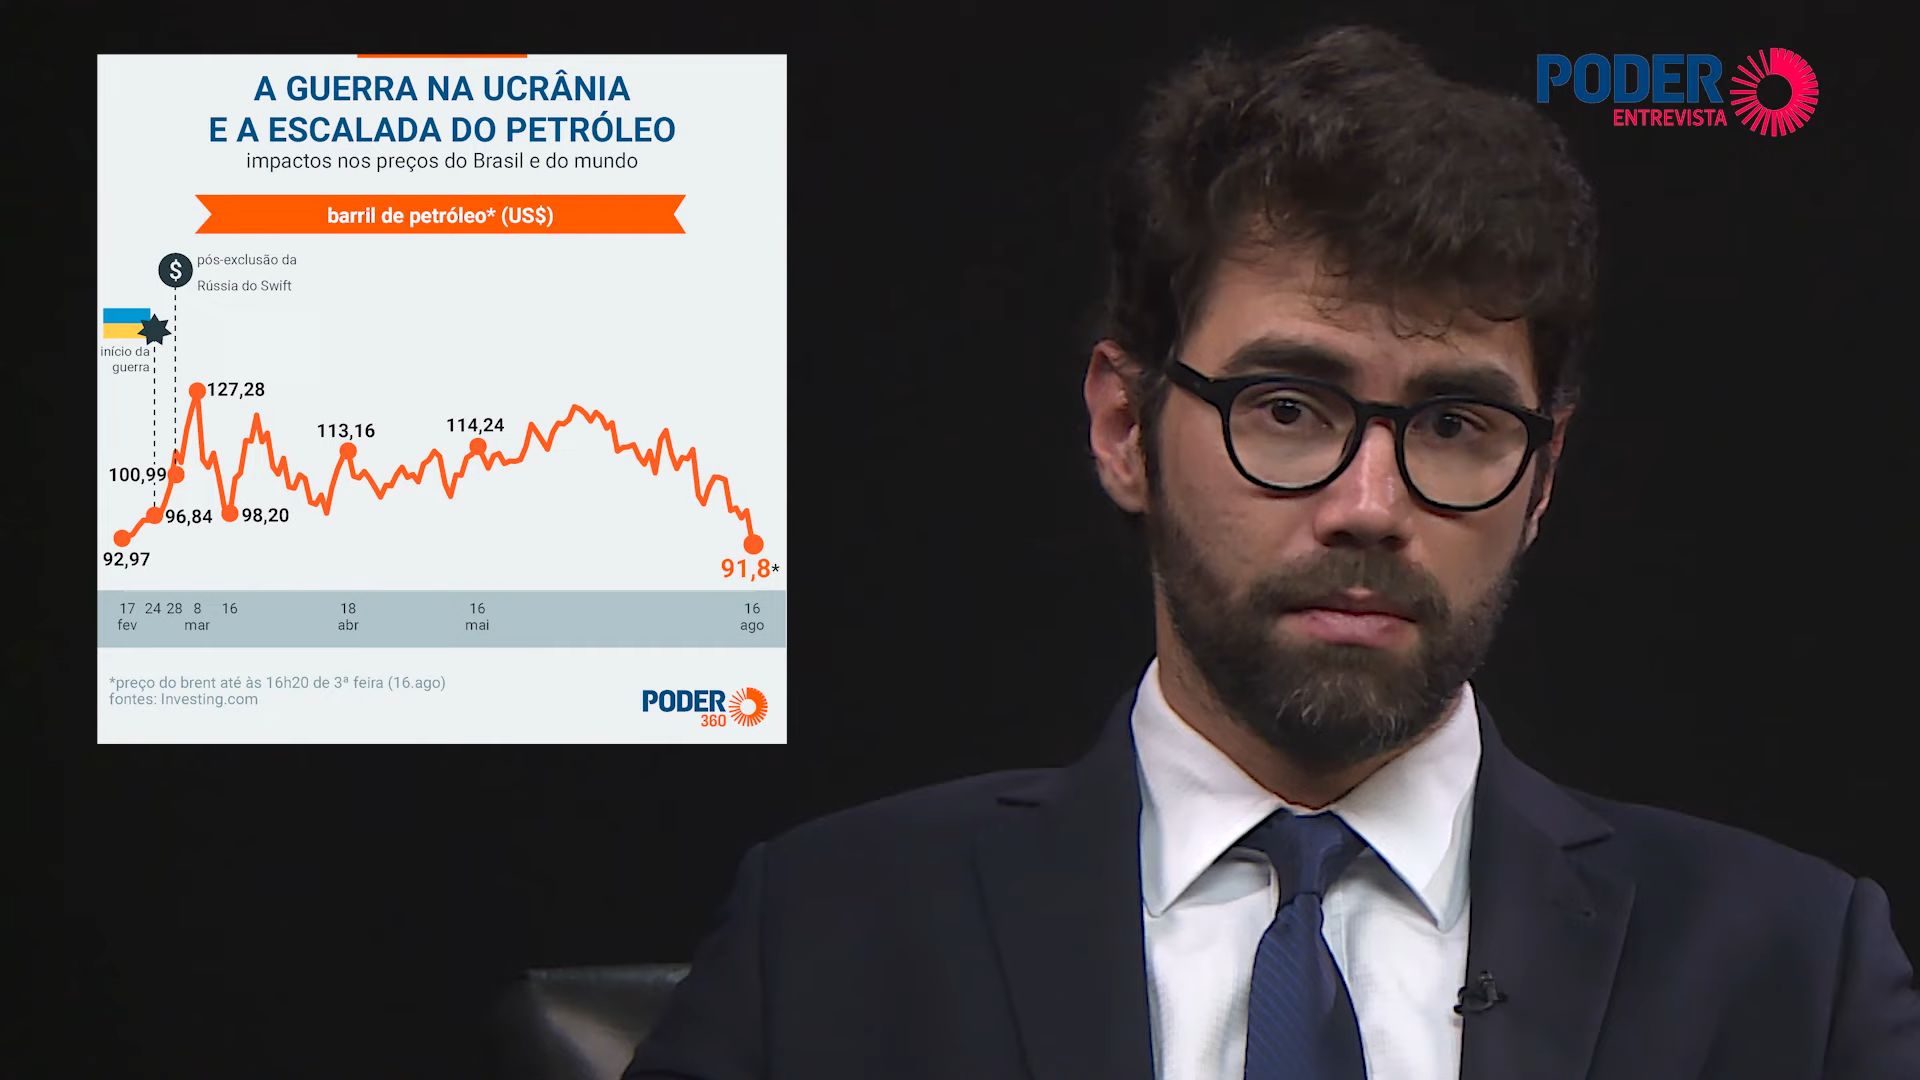 A GUERRA NA UCRÂNIA
E A ESCALADA DO PETRÓLEO
impactos nos preços do Brasil e do mundo
barril de petróleo* (US$)
$
pós-exclusão da
Rússia do Swift
início da
guerra
127,28
113,16
114,24
100,99
96,84
98,20
92,97
91,8*
17 24 28 8 16 18 16 16
fev mar abr mai ago
*preço do brent até às 16h20 de 3ª feira (16.ago)
fontes: Investing.com
PODER
360
PODER
ENTREVISTA